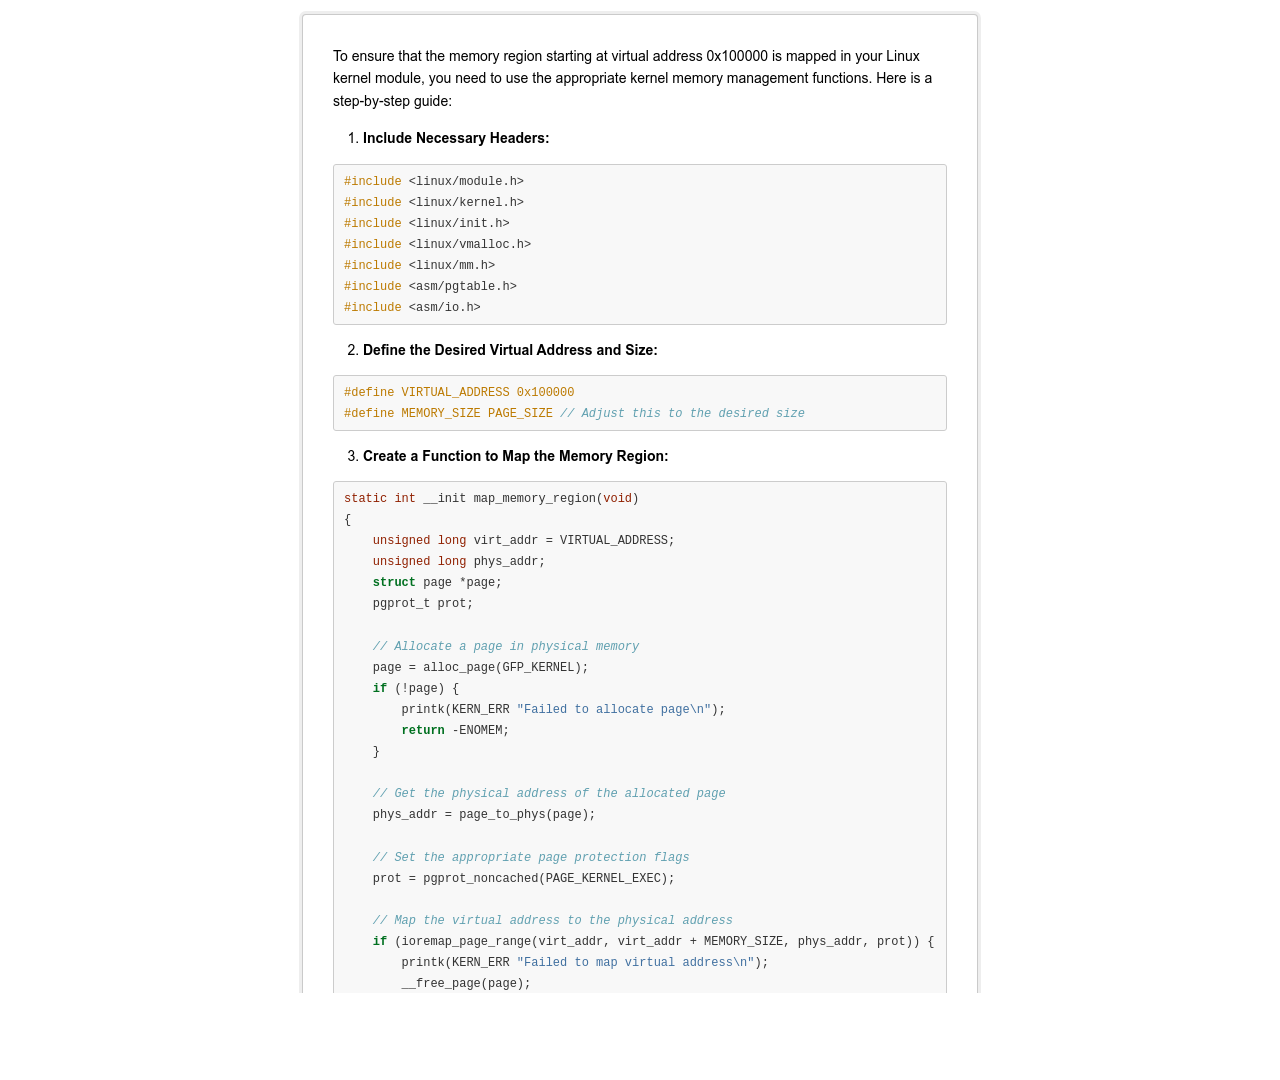 To ensure that the memory region starting at virtual address 0x100000 is mapped in your Linux
kernel module, you need to use the appropriate kernel memory management functions. Here is a
step-by-step guide:
1. Include Necessary Headers:
#include <linux/module.h>
#include <linux/kernel.h>
#include <linux/init.h>
#include <linux/vmalloc.h>
#include <linux/mm.h>
#include <asm/pgtable.h>
#include <asm/io.h>
2. Define the Desired Virtual Address and Size:
#define VIRTUAL_ADDRESS 0x100000
#define MEMORY_SIZE PAGE_SIZE // Adjust this to the desired size
3. Create a Function to Map the Memory Region:
static int __init map_memory_region(void)
{
    unsigned long virt_addr = VIRTUAL_ADDRESS;
    unsigned long phys_addr;
    struct page *page;
    pgprot_t prot;

    // Allocate a page in physical memory
    page = alloc_page(GFP_KERNEL);
    if (!page) {
        printk(KERN_ERR "Failed to allocate page\n");
        return -ENOMEM;
    }

    // Get the physical address of the allocated page
    phys_addr = page_to_phys(page);

    // Set the appropriate page protection flags
    prot = pgprot_noncached(PAGE_KERNEL_EXEC);

    // Map the virtual address to the physical address
    if (ioremap_page_range(virt_addr, virt_addr + MEMORY_SIZE, phys_addr, prot)) {
        printk(KERN_ERR "Failed to map virtual address\n");
        __free_page(page);